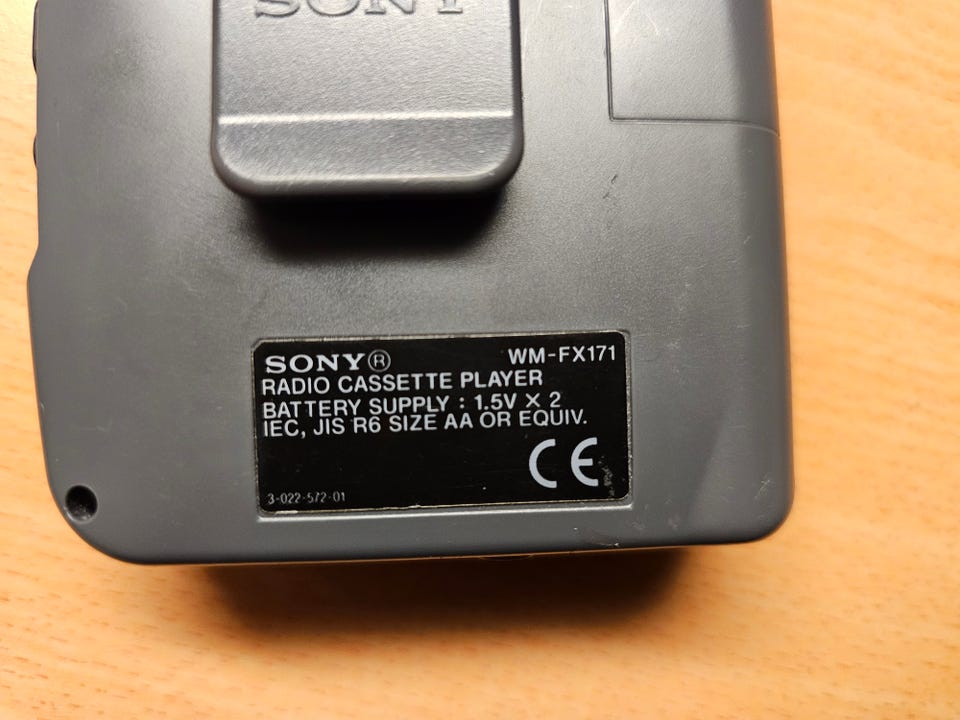 SONY
SONY® WM-FX171
RADIO CASSETTE PLAYER
BATTERY SUPPLY : 1.5V × 2
IEC, JIS R6 SIZE AA OR EQUIV.
CE
3-022-572-01